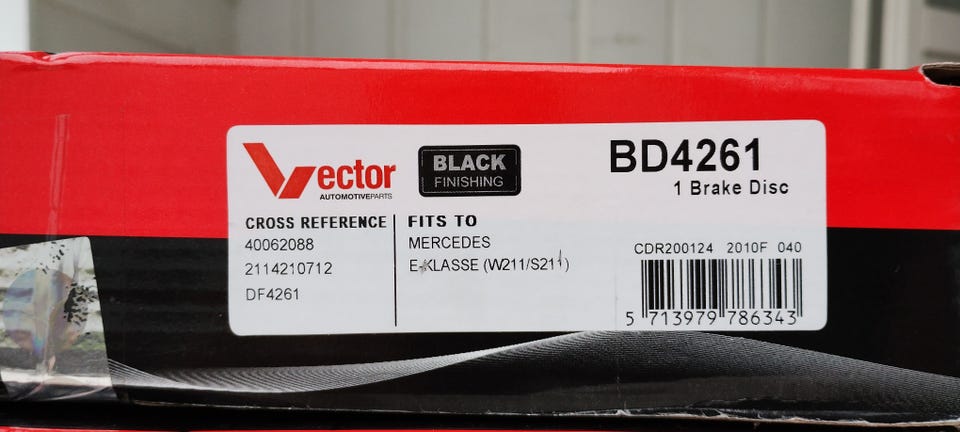 Vector
AUTOMOTIVEPARTS
BLACK
FINISHING
BD4261
1 Brake Disc
CROSS REFERENCE
40062088
2114210712
DF4261
FITS TO
MERCEDES
E-KLASSE (W211/S211)
CDR200124 2010F 040
5 713979 786343